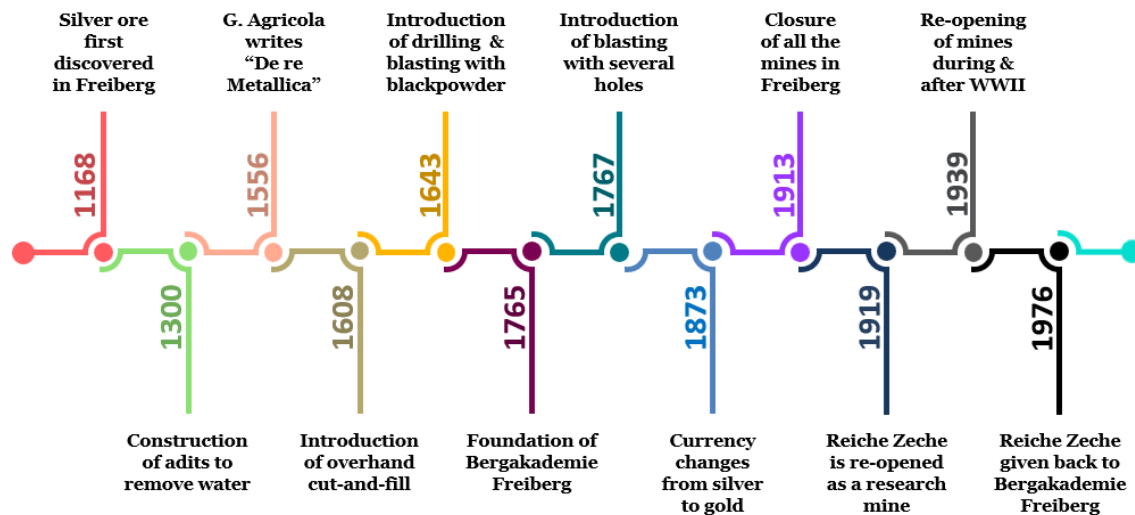 Silver ore
first
discovered
in Freiberg
G. Agricola
writes
“De re
Metallica”
Introduction
of drilling &
blasting with
blackpowder
Introduction
of blasting
with several
holes
Closure
of all the
mines in
Freiberg
Re-opening
of mines
during &
after WWII
1168
1556
1643
1767
1913
1939
1300
1608
1765
1873
1919
1976
Construction
of adits to
remove water
Introduction
of overhand
cut-and-fill
Foundation of
Bergakademie
Freiberg
Currency
changes
from silver
to gold
Reiche Zeche
is re-opened
as a research
mine
Reiche Zeche
given back to
Bergakademie
Freiberg